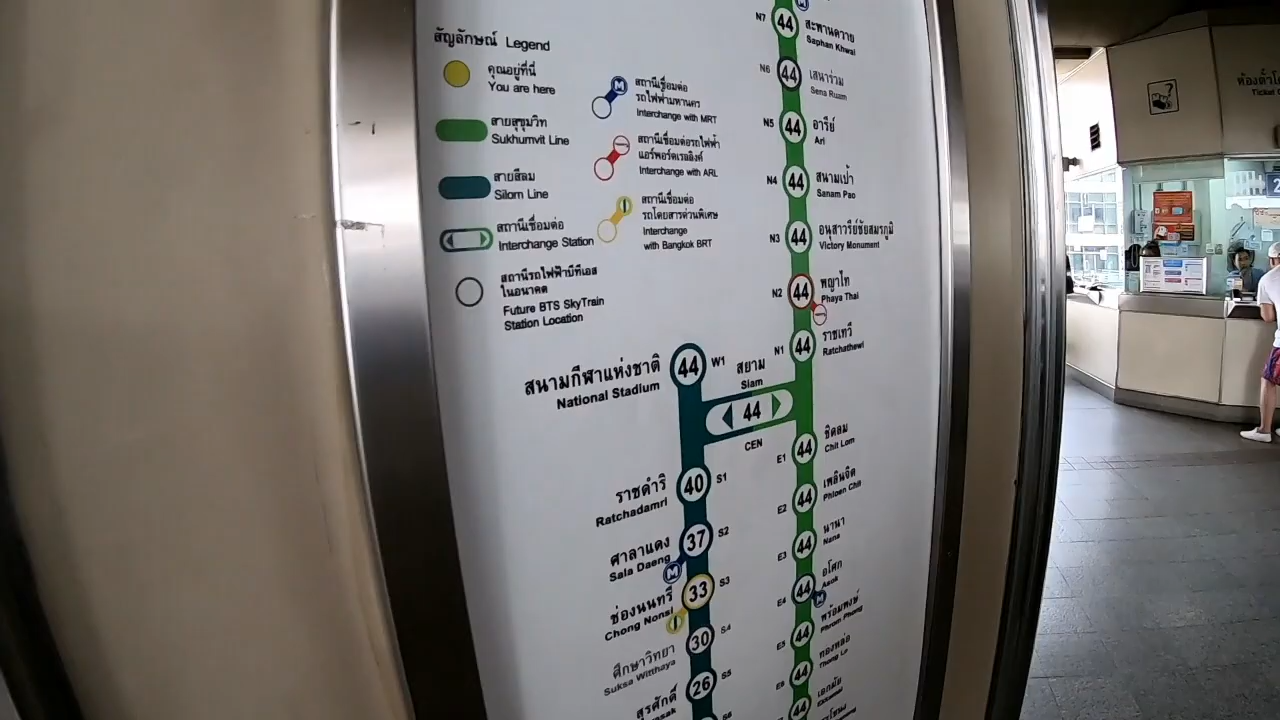 สัญลักษณ์ Legend
คุณอยู่ที่นี่
You are here
สายสุขุมวิท
Sukhumvit Line
สายสีลม
Silom Line
สถานีเชื่อมต่อ
Interchange Station
สถานีรถไฟฟ้าบีทีเอส
ในอนาคต
Future BTS SkyTrain
Station Location
M
สถานีเชื่อมต่อ
รถไฟฟ้ามหานคร
Interchange with MRT
สถานีเชื่อมต่อรถไฟฟ้า
แอร์พอร์ตเรลลิงค์
Interchange with ARL
สถานีเชื่อมต่อ
รถโดยสารด่วนพิเศษ
Interchange
with Bangkok BRT
N7 44 สะพานควาย
Saphan Khwai
N6 44 เสนาร่วม
Sena Ruam
N5 44 อารีย์
Ari
N4 44 สนามเป้า
Sanam Pao
N3 44 อนุสาวรีย์ชัยสมรภูมิ
Victory Monument
N2 44 พญาไท
Phaya Thai
N1 44 ราชเทวี
Ratchathewi
สนามกีฬาแห่งชาติ 44 W1
National Stadium
สยาม
Siam
44
CEN
E1 44 ชิดลม
Chit Lom
ราชดำริ 40 S1
Ratchadamri
E2 44 เพลินจิต
Phloen Chit
ศาลาแดง 37 S2
Sala Daeng
M
E3 44 นานา
Nana
ช่องนนทรี 33 S3
Chong Nonsi
E4 44 อโศก
Asok
M
ศึกษาวิทยา 30 S4
Suksa Witthaya
E5 44 พร้อมพงษ์
Phrom Phong
สุรศักดิ์ 26 S5
E6 44 ทองหล่อ
Thong Lo
44 เอกมัย
S6
Ticket